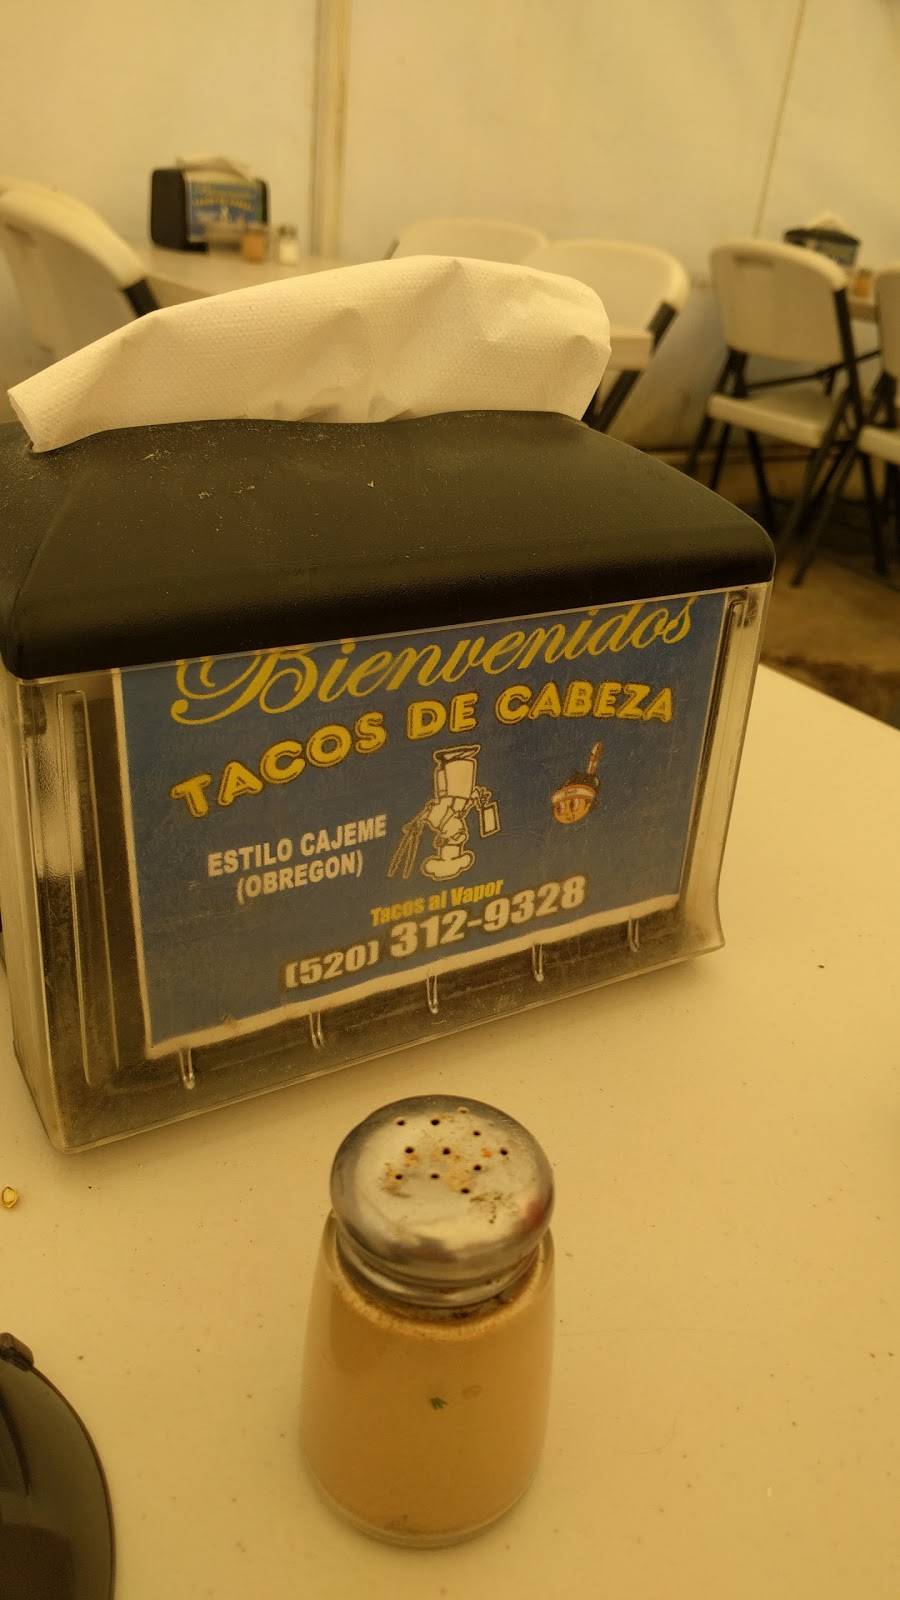 Bienvenidos
TACOS DE CABEZA
ESTILO CAJEME
(OBREGON)
Tacos al Vapor
(520) 312-9328